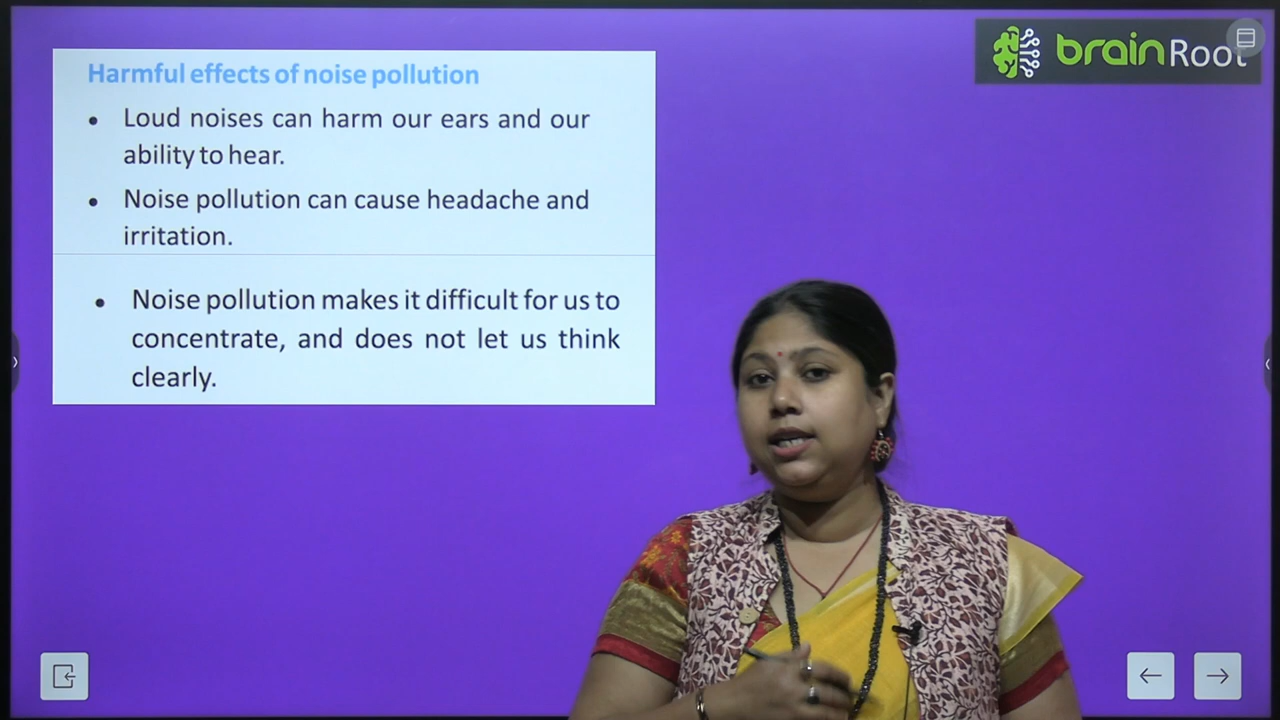 brainRoot
Harmful effects of noise pollution
• Loud noises can harm our ears and our
ability to hear.
• Noise pollution can cause headache and
irritation.
• Noise pollution makes it difficult for us to
concentrate, and does not let us think
clearly.